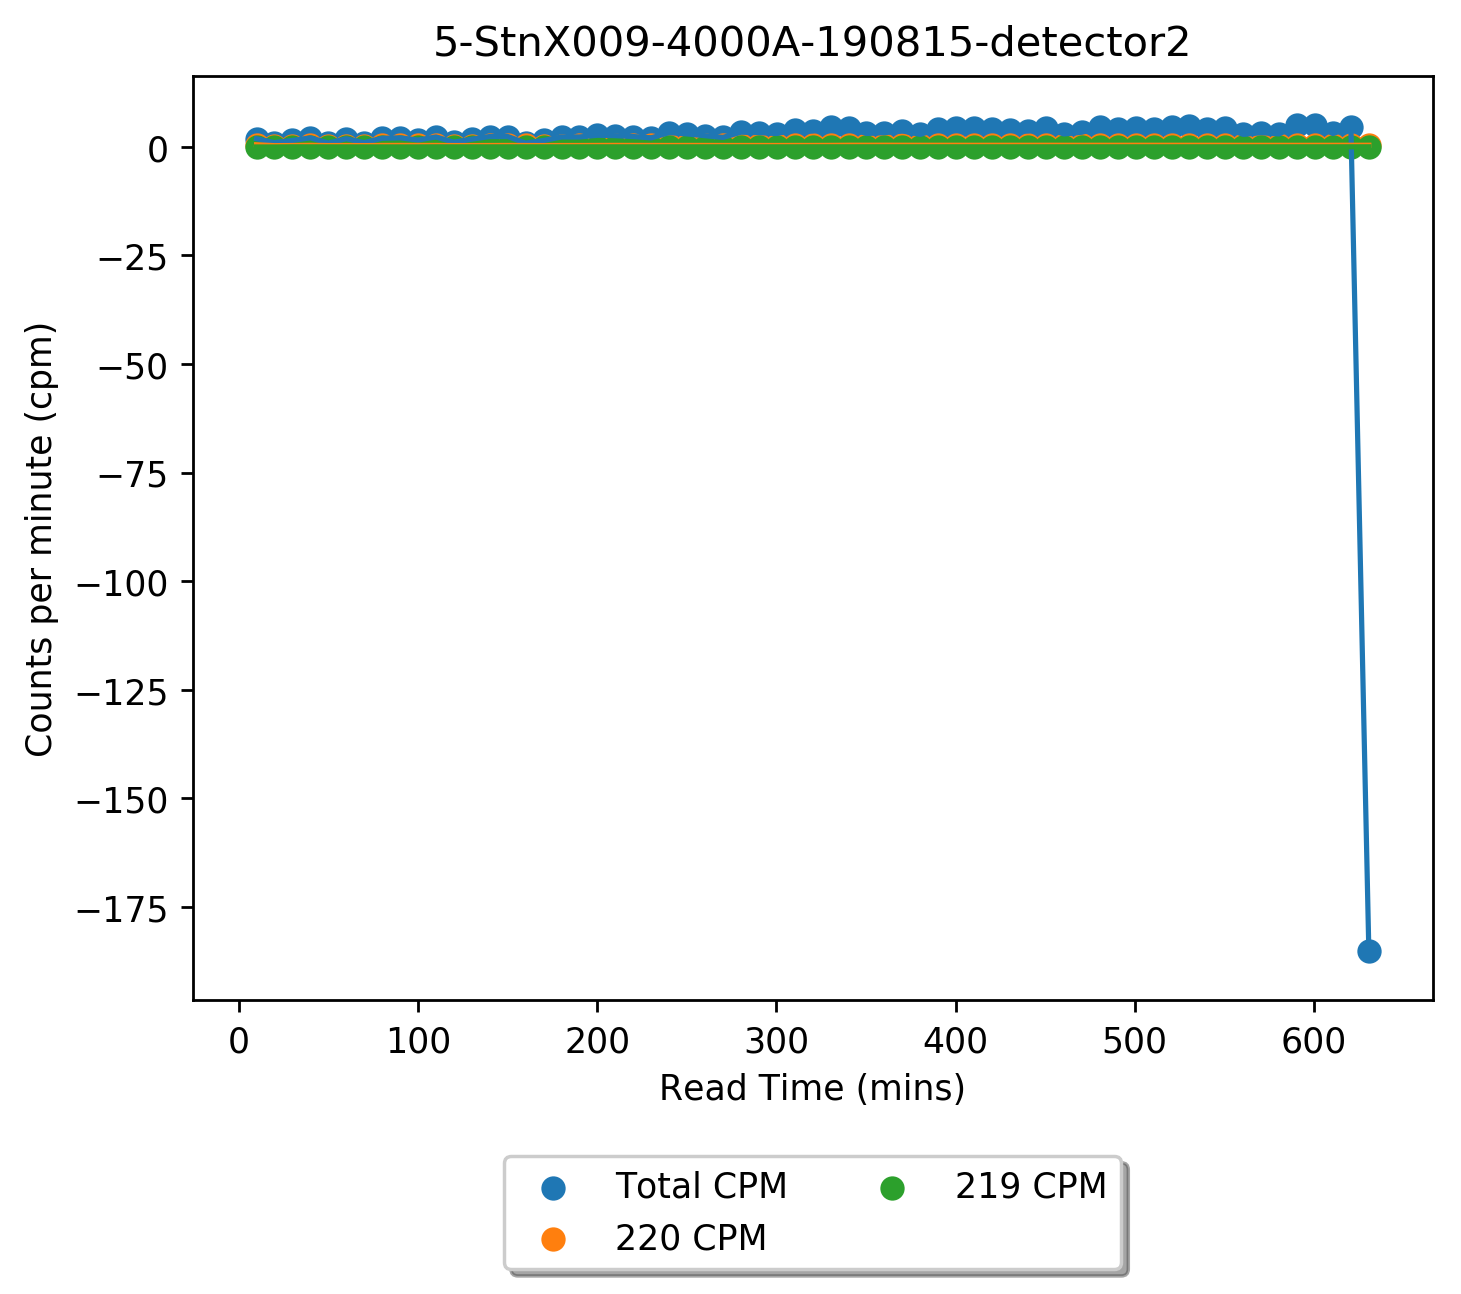 5-StnX009-4000A-190815-detector2
0
−25
−50
−75
−100
−125
−150
−175
Counts per minute (cpm)
0 100 200 300 400 500 600
Read Time (mins)
Total CPM 219 CPM
220 CPM